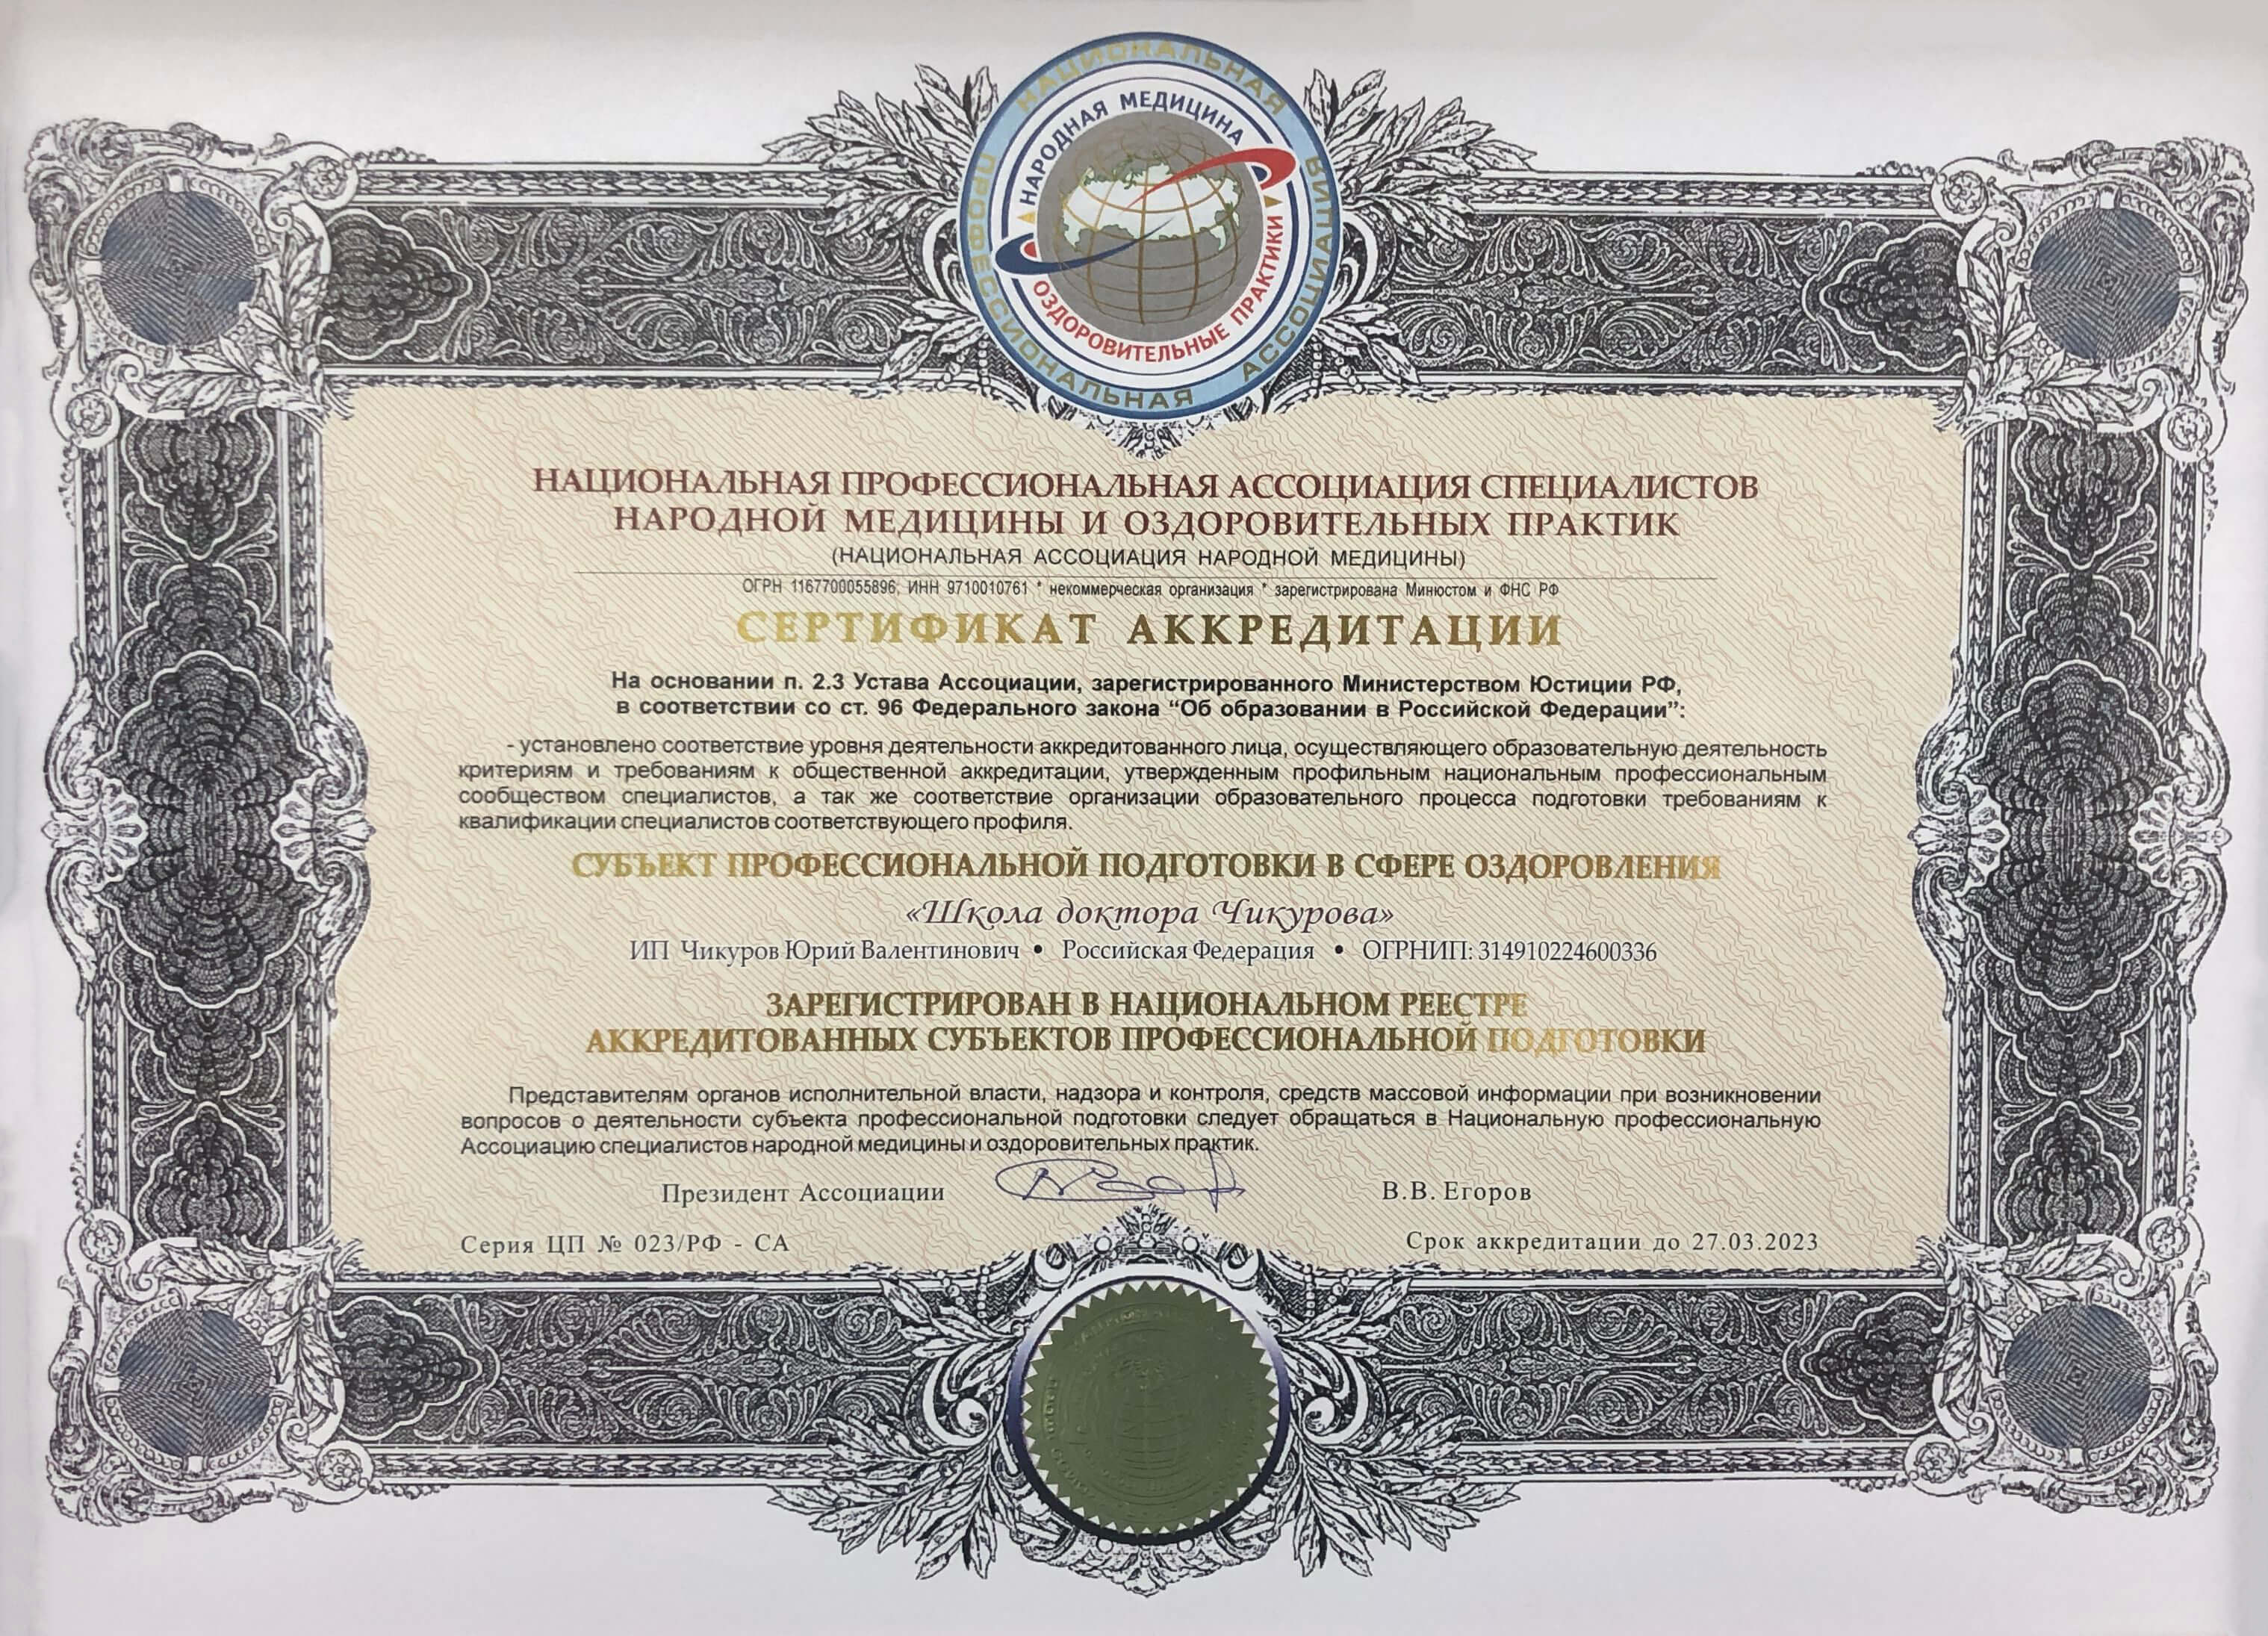 НАЦИОНАЛЬНАЯ
ПРОФЕССИОНАЛЬНАЯ АССОЦИАЦИЯ
НАРОДНАЯ МЕДИЦИНА
ОЗДОРОВИТЕЛЬНЫЕ ПРАКТИКИ
НАЦИОНАЛЬНАЯ ПРОФЕССИОНАЛЬНАЯ АССОЦИАЦИЯ СПЕЦИАЛИСТОВ
НАРОДНОЙ МЕДИЦИНЫ И ОЗДОРОВИТЕЛЬНЫХ ПРАКТИК
(НАЦИОНАЛЬНАЯ АССОЦИАЦИЯ НАРОДНОЙ МЕДИЦИНЫ)
ОГРН 1167700055896, ИНН 9710010761 * некоммерческая организация * зарегистрирована Минюстом и ФНС РФ
СЕРТИФИКАТ АККРЕДИТАЦИИ
На основании п. 2.3 Устава Ассоциации, зарегистрированного Министерством Юстиции РФ,
в соответствии со ст. 96 Федерального закона “Об образовании в Российской Федерации”:
- установлено соответствие уровня деятельности аккредитованного лица, осуществляющего образовательную деятельность
критериям и требованиям к общественной аккредитации, утвержденным профильным национальным профессиональным
сообществом специалистов, а так же соответствие организации образовательного процесса подготовки требованиям к
квалификации специалистов соответствующего профиля.
СУБЪЕКТ ПРОФЕССИОНАЛЬНОЙ ПОДГОТОВКИ В СФЕРЕ ОЗДОРОВЛЕНИЯ
«Школа доктора Чикурова»
ИП Чикуров Юрий Валентинович • Российская Федерация • ОГРНИП: 314910224600336
ЗАРЕГИСТРИРОВАН В НАЦИОНАЛЬНОМ РЕЕСТРЕ
АККРЕДИТОВАННЫХ СУБЪЕКТОВ ПРОФЕССИОНАЛЬНОЙ ПОДГОТОВКИ
Представителям органов исполнительной власти, надзора и контроля, средств массовой информации при возникновении
вопросов о деятельности субъекта профессиональной подготовки следует обращаться в Национальную профессиональную
Ассоциацию специалистов народной медицины и оздоровительных практик.
Президент Ассоциации В.В. Егоров
Серия ЦП № 023/РФ - СА Срок аккредитации до 27.03.2023